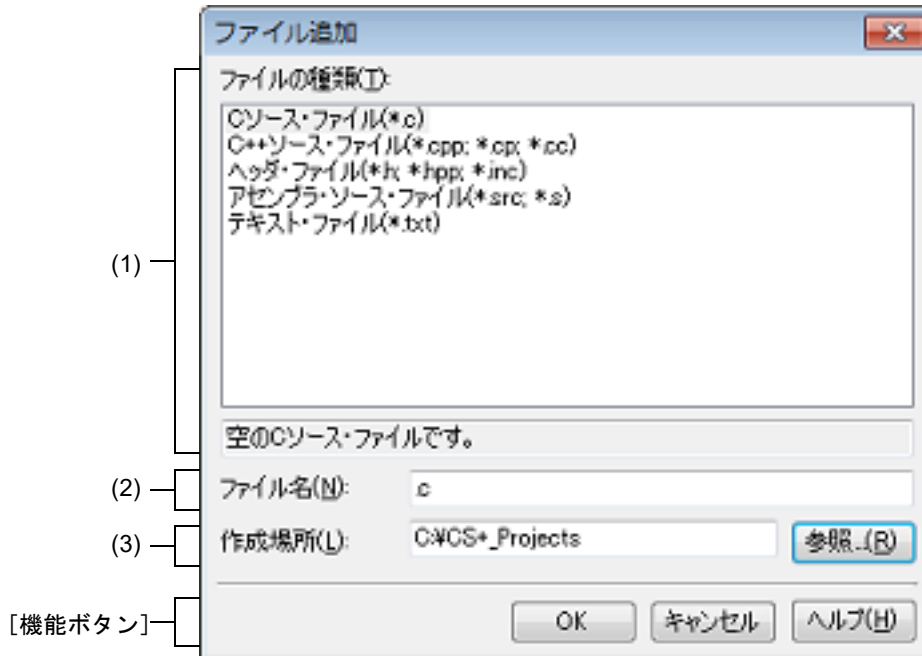 ファイル追加
ファイルの種類(T):
Cソース・ファイル(*.c)
C++ソース・ファイル(*.cpp; *.cp; *.cc)
ヘッダ・ファイル(*.h; *.hpp; *.inc)
アセンブラ・ソース・ファイル(*.src; *.s)
テキスト・ファイル(*.txt)
(1)
空のCソース・ファイルです。
(2) ファイル名(N): .c
(3) 作成場所(L): C:¥CS+_Projects 参照...(R)
[機能ボタン] OK キャンセル ヘルプ(H)